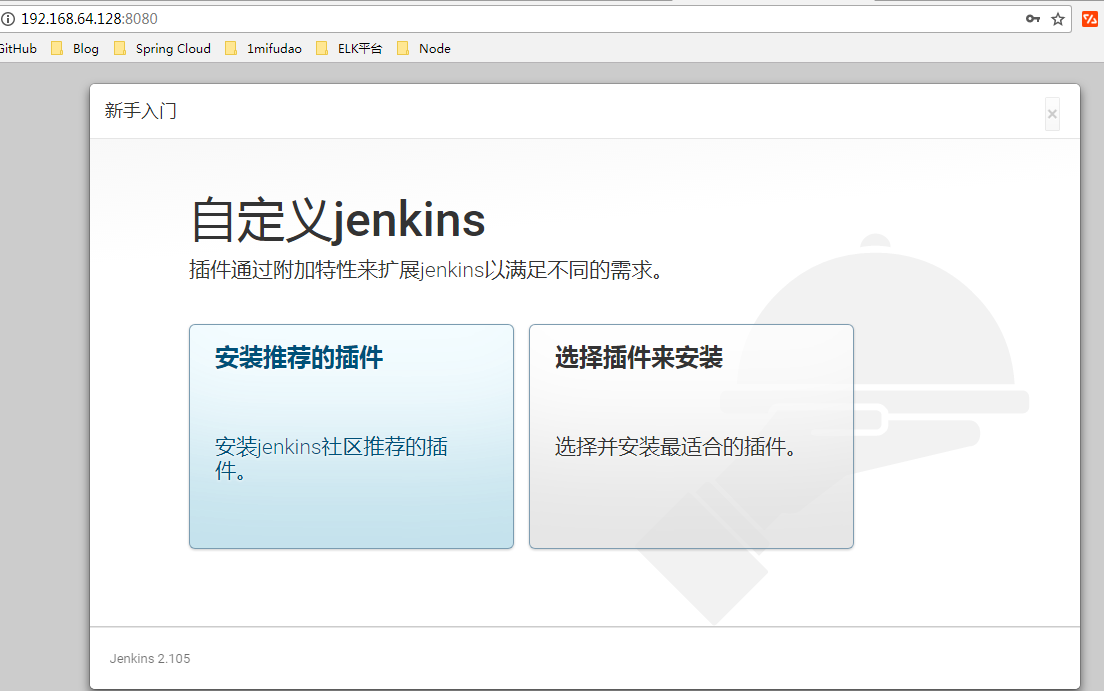 192.168.64.128:8080
GitHub Blog Spring Cloud 1mifudao ELK平台 Node
新手入门
×
自定义jenkins
插件通过附加特性来扩展jenkins以满足不同的需求。
安装推荐的插件
安装jenkins社区推荐的插
件。
选择插件来安装
选择并安装最适合的插件。
Jenkins 2.105